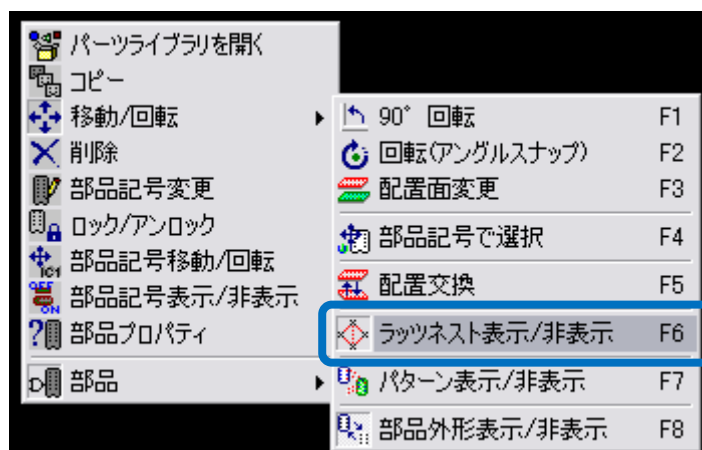 パーツライブラリを開く
コピー
移動/回転
削除
部品記号変更
ロック/アンロック
部品記号移動/回転
部品記号表示/非表示
部品プロパティ
部品
90° 回転 F1
回転(アングルスナップ) F2
配置面変更 F3
部品記号で選択 F4
配置交換 F5
ラッツネスト表示/非表示 F6
パターン表示/非表示 F7
部品外形表示/非表示 F8
IC1
OFF
ON